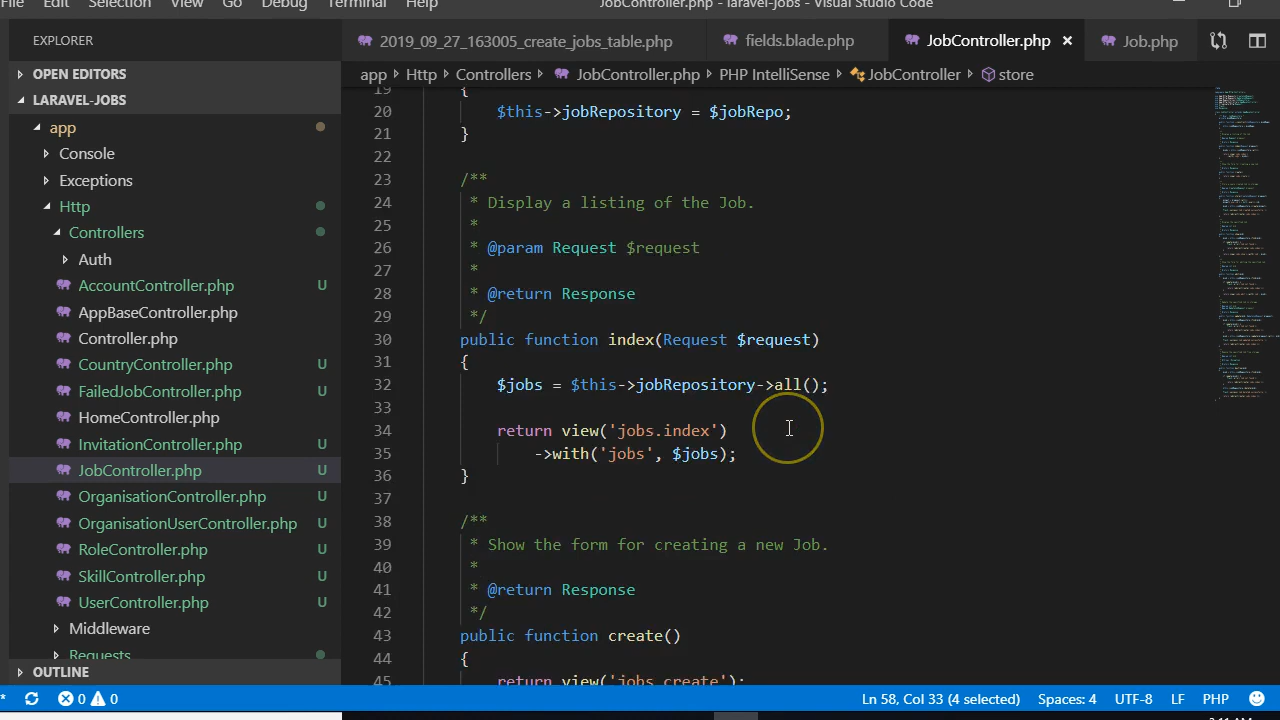 File Edit Selection View Go Debug Terminal Help JobController.php - laravel-jobs - Visual Studio Code
EXPLORER
OPEN EDITORS
LARAVEL-JOBS
app
Console
Exceptions
Http
Controllers
Auth
AccountController.php U
AppBaseController.php
Controller.php
CountryController.php U
FailedJobController.php U
HomeController.php
InvitationController.php U
JobController.php U
OrganisationController.php U
OrganisationUserController.php U
RoleController.php U
SkillController.php U
UserController.php U
Middleware
Requests
OUTLINE
2019_09_27_163005_create_jobs_table.php fields.blade.php JobController.php × Job.php
app Http Controllers JobController.php PHP IntelliSense JobController store
19 {
20 $this->jobRepository = $jobRepo;
21 }
22
23 /**
24 * Display a listing of the Job.
25 *
26 * @param Request $request
27 *
28 * @return Response
29 */
30 public function index(Request $request)
31 {
32 $jobs = $this->jobRepository->all();
33
34 return view('jobs.index')
35 ->with('jobs', $jobs);
36 }
37
38 /**
39 * Show the form for creating a new Job.
40 *
41 * @return Response
42 */
43 public function create()
44 {
45 return view('jobs.create');
* 0 0 Ln 58, Col 33 (4 selected) Spaces: 4 UTF-8 LF PHP